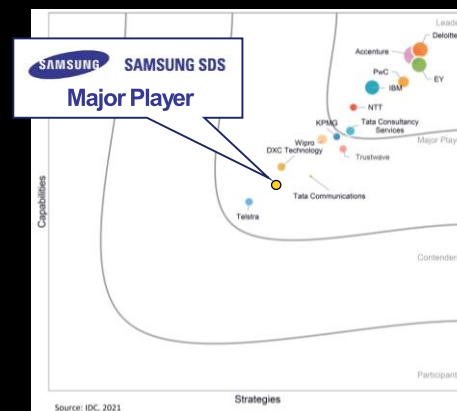 Leade
Deloitte
Accenture
EY
PwC
IBM
SAMSUNG SAMSUNG SDS
Major Player
NTT
KPMG
Tata Consultancy
Services
Major Play
Wipro
DXC Technology
Trustwave
Tata Communications
Telstra
Capabilities
Contender
Participant
Strategies
Source: IDC, 2021